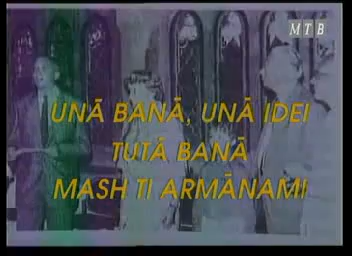 MTB
UNĂ BANĂ, UNĂ IDEI
TUTĂ BANĂ
MASH TI ARMĂNAMI